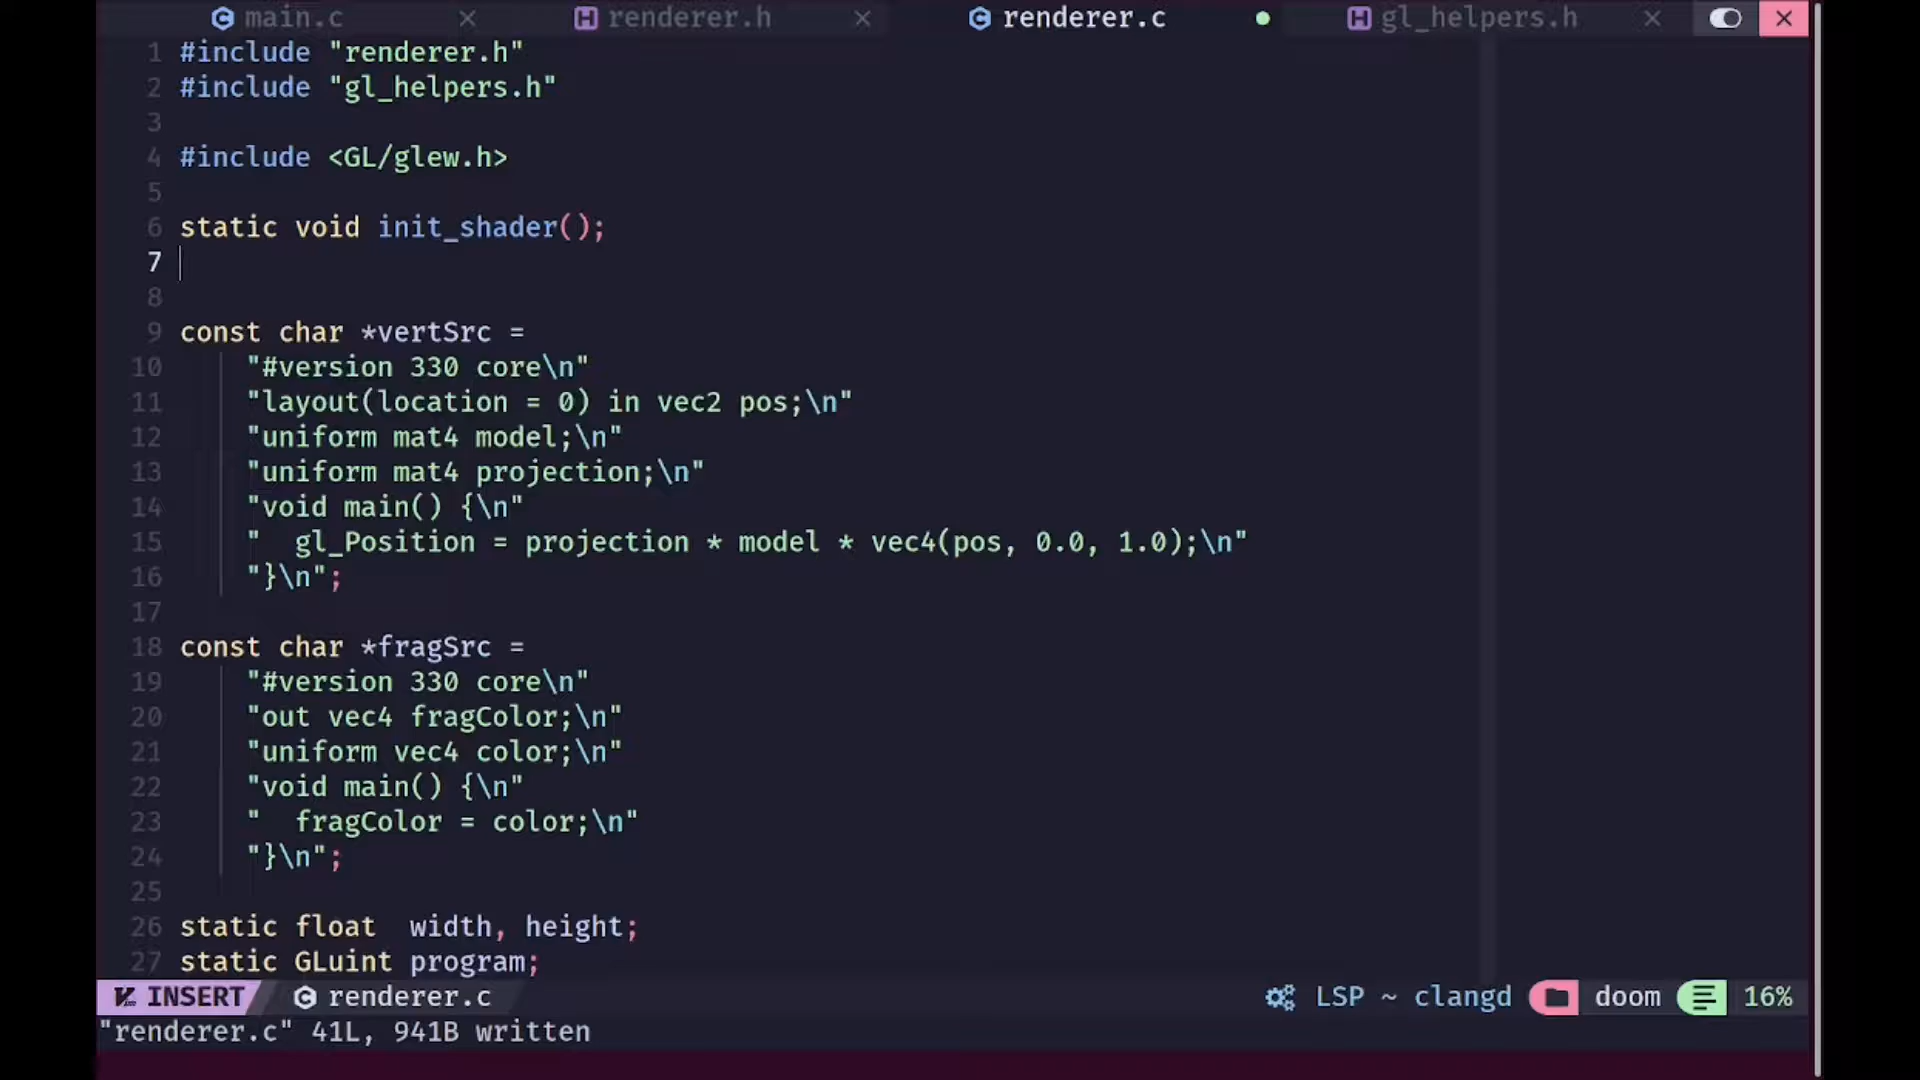 main.c × renderer.h × renderer.c ● gl_helpers.h ×
1 #include "renderer.h"
2 #include "gl_helpers.h"
3
4 #include <GL/glew.h>
5
6 static void init_shader();
7
8
9 const char *vertSrc =
10     "#version 330 core\n"
11     "layout(location = 0) in vec2 pos;\n"
12     "uniform mat4 model;\n"
13     "uniform mat4 projection;\n"
14     "void main() {\n"
15     "  gl_Position = projection * model * vec4(pos, 0.0, 1.0);\n"
16     "}\n";
17
18 const char *fragSrc =
19     "#version 330 core\n"
20     "out vec4 fragColor;\n"
21     "uniform vec4 color;\n"
22     "void main() {\n"
23     "  fragColor = color;\n"
24     "}\n";
25
26 static float  width, height;
27 static GLuint program;
INSERT renderer.c LSP ~ clangd doom 16%
"renderer.c" 41L, 941B written